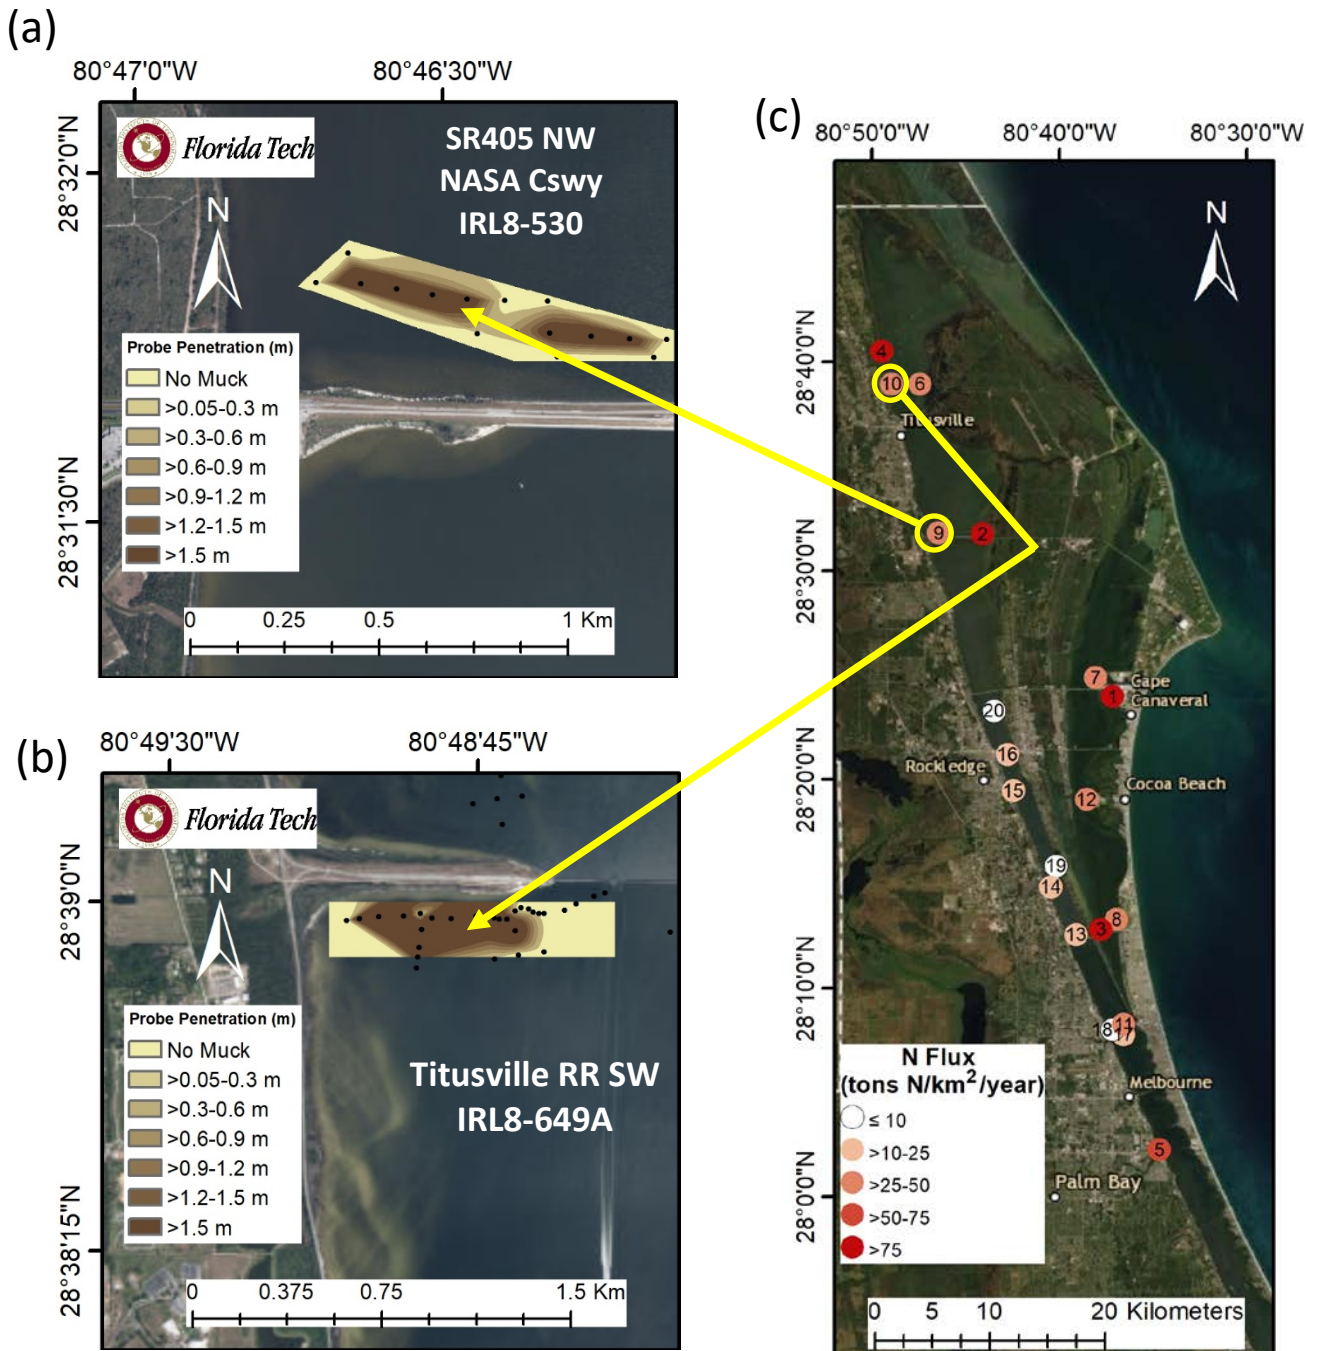 (a)
80°47'0"W 80°46'30"W
28°32'0"N
28°31'30"N
Florida Tech
SR405 NW
NASA Cswy
IRL8-530
N
Probe Penetration (m)
No Muck
>0.05-0.3 m
>0.3-0.6 m
>0.6-0.9 m
>0.9-1.2 m
>1.2-1.5 m
>1.5 m
0 0.25 0.5 1 Km
(b)
80°49'30"W 80°48'45"W
28°39'0"N
28°38'15"N
Florida Tech
N
Probe Penetration (m)
No Muck
>0.05-0.3 m
>0.3-0.6 m
>0.6-0.9 m
>0.9-1.2 m
>1.2-1.5 m
>1.5 m
Titusville RR SW
IRL8-649A
0 0.375 0.75 1.5 Km
(c)
80°50'0"W 80°40'0"W 80°30'0"W
28°40'0"N
28°30'0"N
28°20'0"N
28°10'0"N
28°0'0"N
N
4
10 6
Titusville
9 2
7
Cape
1
Canaveral
20
16
Rockledge
15
12
Cocoa Beach
19
14
8
3
13
11
18
17
Melbourne
5
Palm Bay
N Flux
(tons N/km²/year)
≤ 10
>10-25
>25-50
>50-75
>75
0 5 10 20 Kilometers